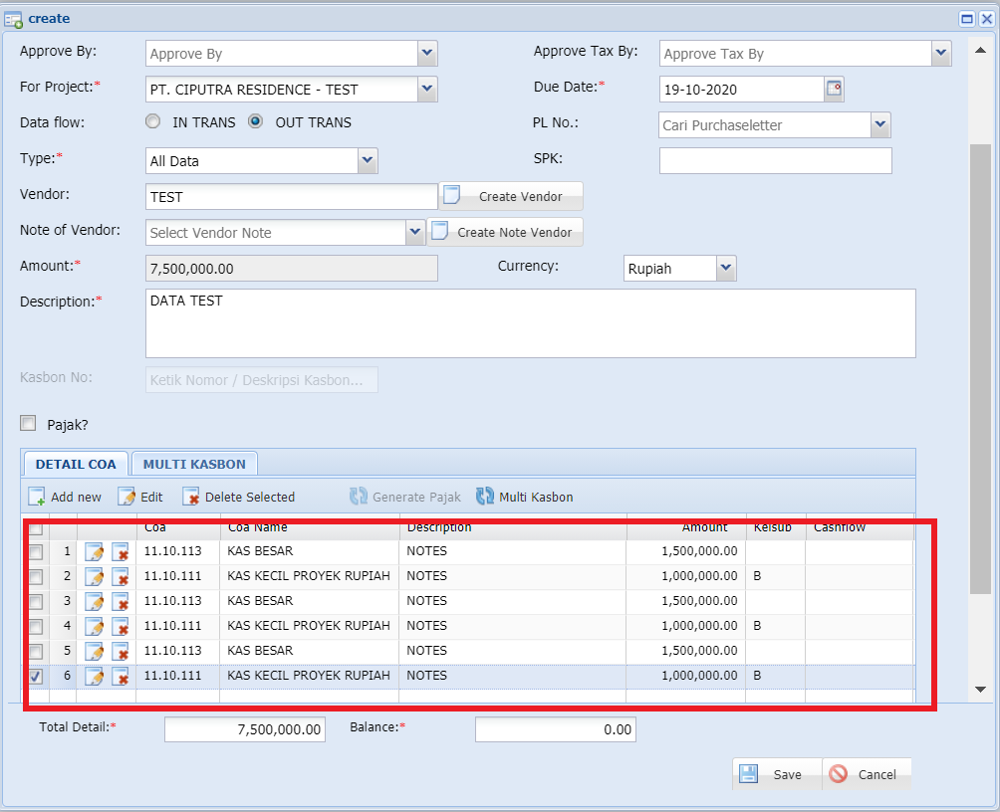 create
Approve By: Approve By Approve Tax By: Approve Tax By
For Project:* PT. CIPUTRA RESIDENCE - TEST Due Date:* 19-10-2020
Data flow: IN TRANS OUT TRANS PL No.: Cari Purchaseletter
Type:* All Data SPK:
Vendor: TEST Create Vendor
Note of Vendor: Select Vendor Note Create Note Vendor
Amount:* 7,500,000.00 Currency: Rupiah
Description:* DATA TEST
Kasbon No: Ketik Nomor / Deskripsi Kasbon...
Pajak?
DETAIL COA MULTI KASBON
Add new Edit Delete Selected Generate Pajak Multi Kasbon
Coa Coa Name Description Amount Kelsub Cashflow
1 11.10.113 KAS BESAR NOTES 1,500,000.00
2 11.10.111 KAS KECIL PROYEK RUPIAH NOTES 1,000,000.00 B
3 11.10.113 KAS BESAR NOTES 1,500,000.00
4 11.10.111 KAS KECIL PROYEK RUPIAH NOTES 1,000,000.00 B
5 11.10.113 KAS BESAR NOTES 1,500,000.00
6 11.10.111 KAS KECIL PROYEK RUPIAH NOTES 1,000,000.00 B
Total Detail:* 7,500,000.00 Balance:* 0.00
Save Cancel